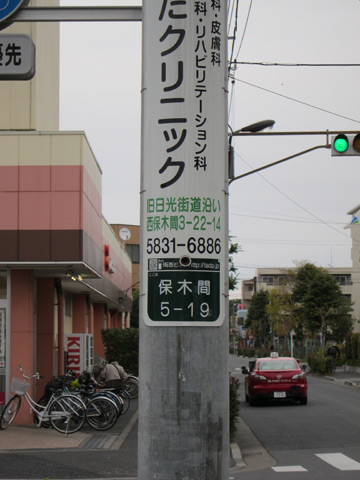 科・皮膚科
科・リハビリテーション科
たクリニック
優先
旧日光街道沿い
西保木間3-22-14
5831-6886
保木間
5-19
KIRI